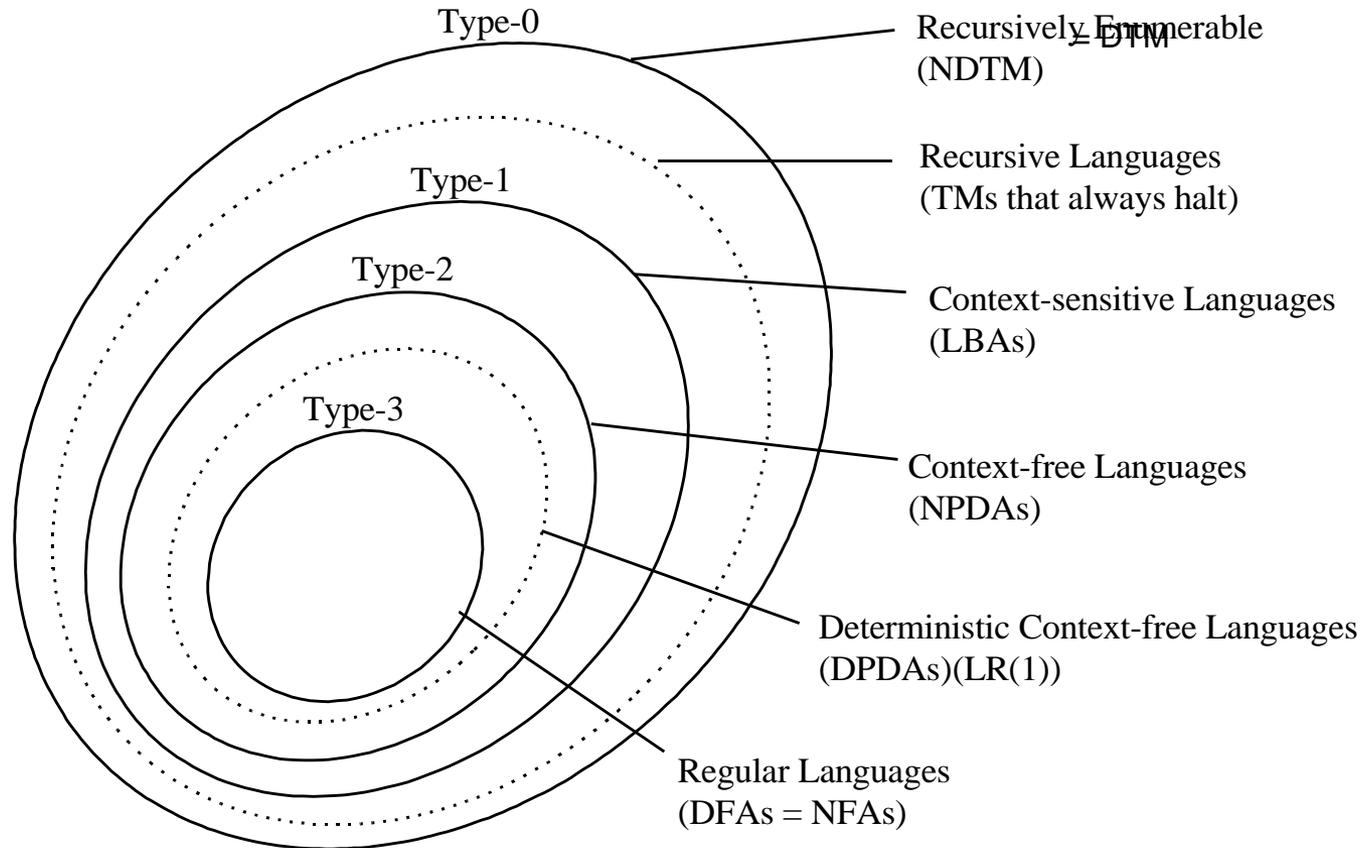 Type-0
Recursively Enumerable
= DTM
(NDTM)
Recursive Languages
(TMs that always halt)
Type-1
Type-2
Context-sensitive Languages
(LBAs)
Type-3
Context-free Languages
(NPDAs)
Deterministic Context-free Languages
(DPDAs)(LR(1))
Regular Languages
(DFAs = NFAs)